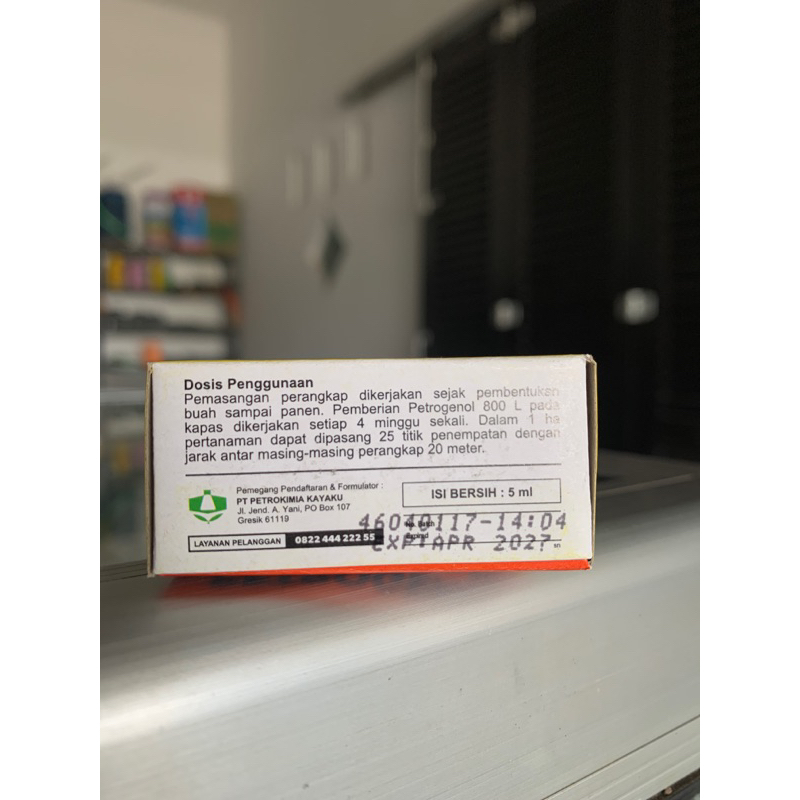 Dosis Penggunaan
Pemasangan perangkap dikerjakan sejak pembentukan
buah sampai panen. Pemberian Petrogenol 800 L pada
kapas dikerjakan setiap 4 minggu sekali. Dalam 1 ha
pertanaman dapat dipasang 25 titik penempatan dengan
jarak antar masing-masing perangkap 20 meter.
Pemegang Pendaftaran & Formulator :
PT PETROKIMIA KAYAKU
Jl. Jend. A. Yani, PO Box 107
Gresik 61119
LAYANAN PELANGGAN 0822 444 222 55
ISI BERSIH : 5 ml
No. Batch
46040117-14:04
Expired
EXP:APR 2027